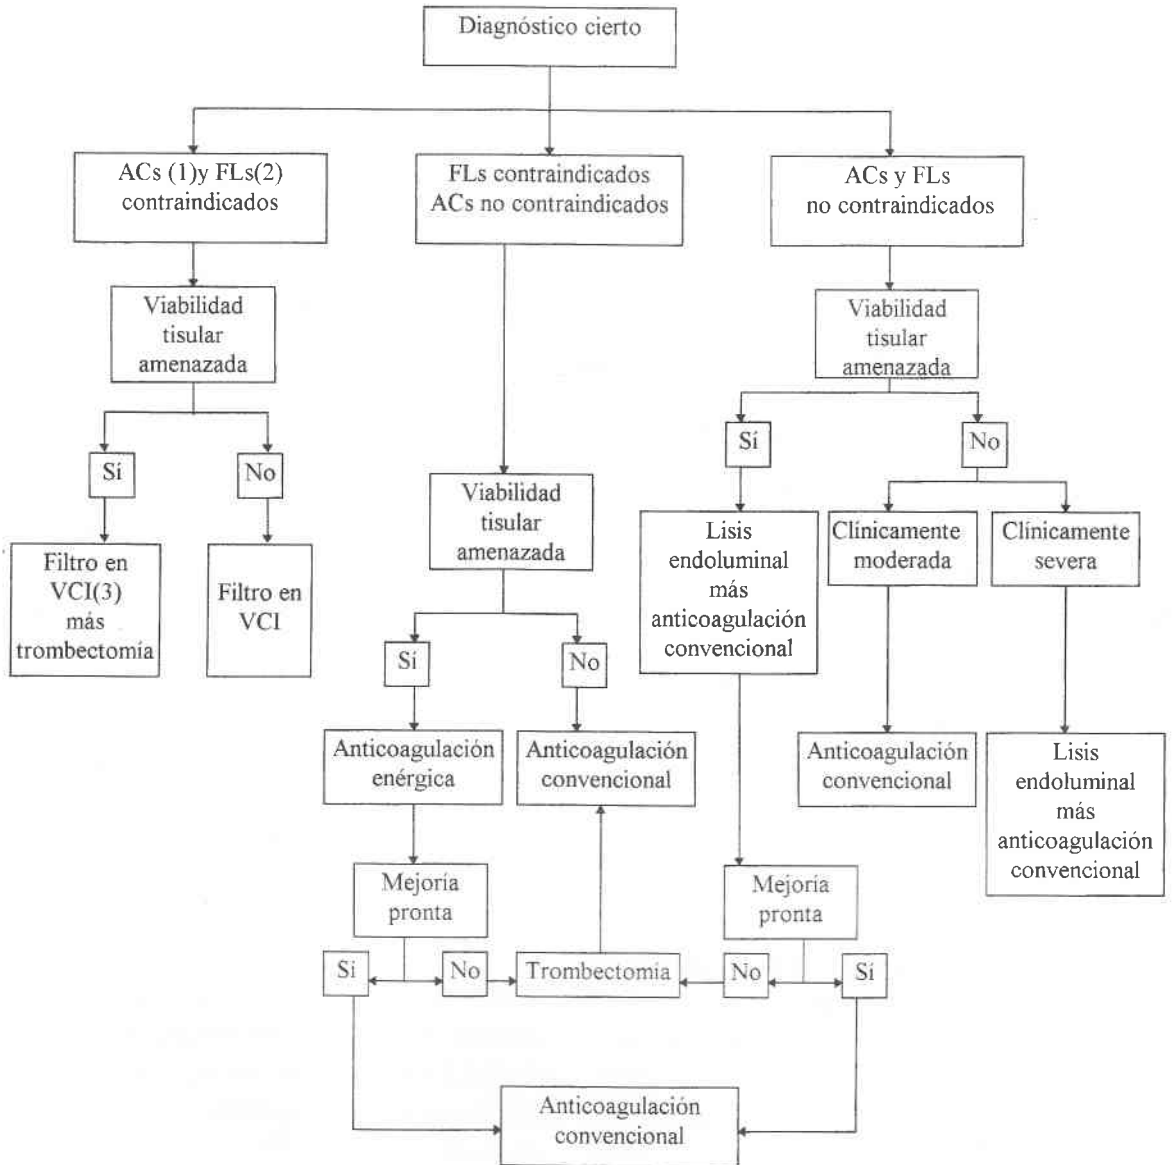 Diagnóstico cierto
ACs (1)y FLs(2)
contraindicados
FLs contraindicados
ACs no contraindicados
ACs y FLs
no contraindicados
Viabilidad
tisular
amenazada
Viabilidad
tisular
amenazada
Sí
No
Sí
No
Filtro en
VCI(3)
más
trombectomía
Filtro en
VCI
Viabilidad
tisular
amenazada
Lisis
endoluminal
más
anticoagulación
convencional
Clínicamente
moderada
Clínicamente
severa
Sí
No
Anticoagulación
enérgica
Anticoagulación
convencional
Anticoagulación
convencional
Lisis
endoluminal
más
anticoagulación
convencional
Mejoría
pronta
Mejoría
pronta
Sí
No
Trombectomia
No
Sí
Anticoagulación
convencional